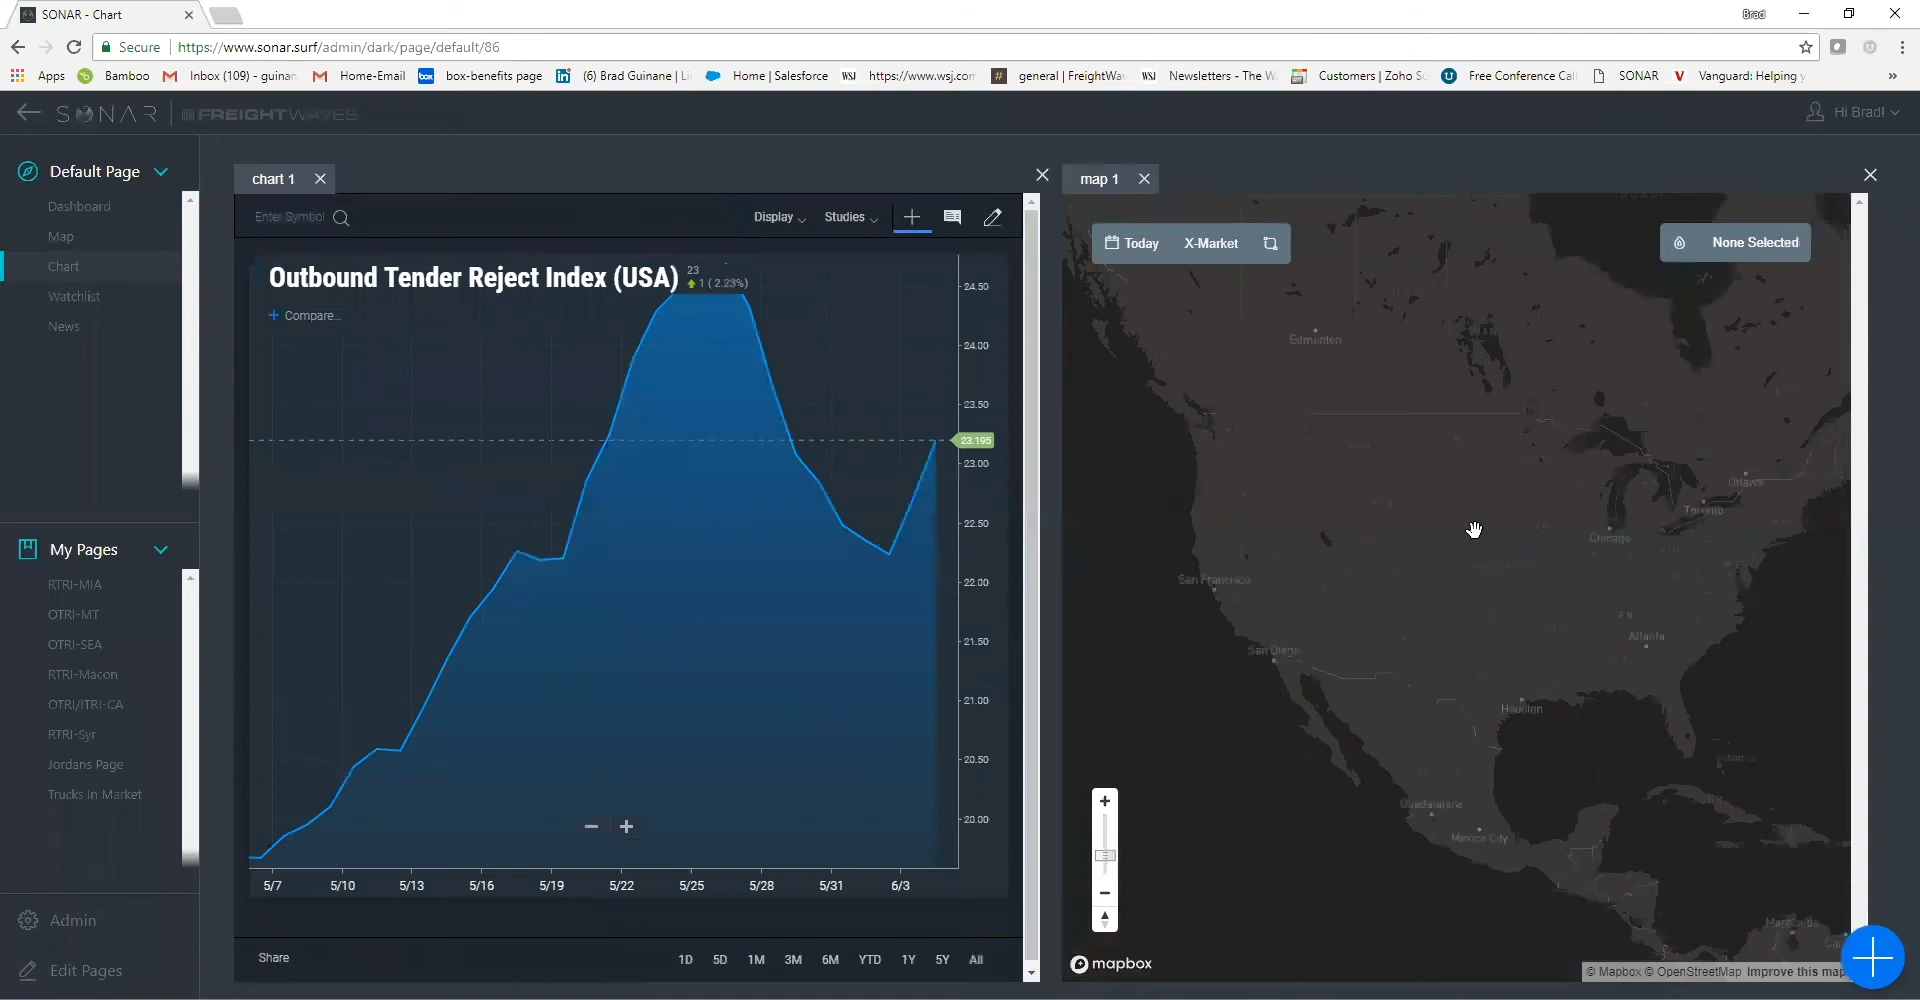 SONAR - Chart
Brad
Secure | https://www.sonar.surf/admin/dark/page/default/86
Apps Bamboo Inbox (109) - guinan Home-Email box box-benefits page (6) Brad Guinane | Li Home | Salesforce WSJ https://www.wsj.com general | FreightWa WSJ Newsletters - The W Customers | Zoho Su Free Conference Cal SONAR Vanguard: Helping y »
SONAR FREIGHTWAVES
Hi Brad!
Default Page
Dashboard
Map
Chart
Watchlist
News
My Pages
RTRI-MIA
OTRI-MT
OTRI-SEA
RTRI-Macon
OTRI/ITRI-CA
RTRI-Syr
Jordans Page
Trucks In Market
Admin
Edit Pages
chart 1
Enter Symbol
Display
Studies
Outbound Tender Reject Index (USA)
23
1 ( 2.23%)
Compare...
24.50
24.00
23.50
23.195
23.00
22.50
22.00
21.50
21.00
20.50
20.00
5/7 5/10 5/13 5/16 5/19 5/22 5/25 5/28 5/31 6/3
Share
1D 5D 1M 3M 6M YTD 1Y 5Y All
map 1
Today X-Market
None Selected
Edmonton
Ottawa
Toronto
Chicago
San Francisco
Atlanta
San Diego
Houston
Guadalajara
Mexico City
Maracaibo
mapbox
© Mapbox © OpenStreetMap Improve this map